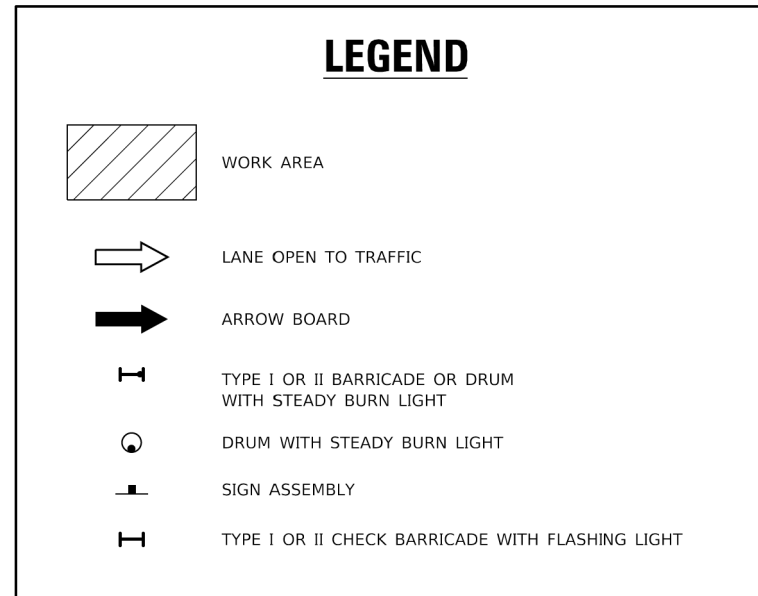 LEGEND
WORK AREA
LANE OPEN TO TRAFFIC
ARROW BOARD
TYPE I OR II BARRICADE OR DRUM
WITH STEADY BURN LIGHT
DRUM WITH STEADY BURN LIGHT
SIGN ASSEMBLY
TYPE I OR II CHECK BARRICADE WITH FLASHING LIGHT